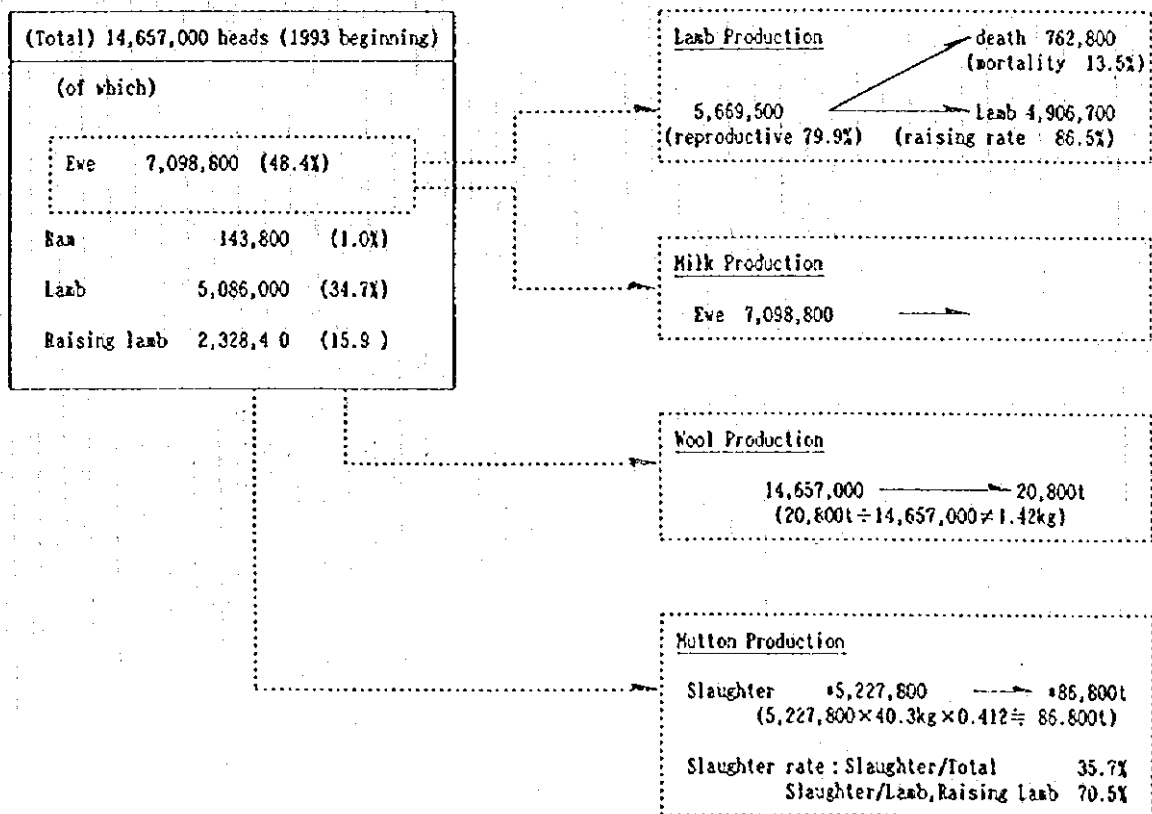 (Total) 14,657,000 heads (1993 beginning)
(of which)
Ewe 7,098,800 (48.4%)
Ram 143,800 (1.0%)
Lamb 5,086,000 (34.7%)
Raising lamb 2,328,4 0 (15.9 )
Lamb Production
death 762,800
(mortality 13.5%)
5,669,500 Lamb 4,906,700
(reproductive 79.9%) (raising rate 86.5%)
Milk Production
Ewe 7,098,800
Wool Production
14,657,000 20,800t
(20,800t÷14,657,000≠1.42kg)
Mutton Production
Slaughter *5,227,800 *86,800t
(5,227,800×40.3kg×0.412≒ 86.800t)
Slaughter rate : Slaughter/Total 35.7%
Slaughter/Lamb,Raising lamb 70.5%